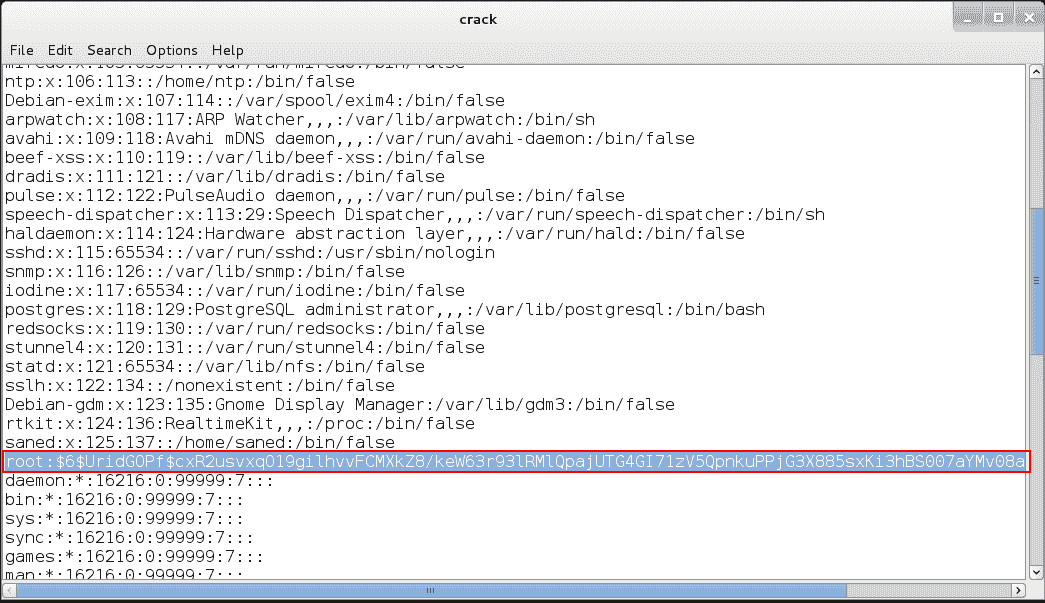 crack
File Edit Search Options Help
miredo:x:105:65534::/var/run/miredo:/bin/false
ntp:x:106:113::/home/ntp:/bin/false
Debian-exim:x:107:114::/var/spool/exim4:/bin/false
arpwatch:x:108:117:ARP Watcher,,,:/var/lib/arpwatch:/bin/sh
avahi:x:109:118:Avahi mDNS daemon,,,:/var/run/avahi-daemon:/bin/false
beef-xss:x:110:119::/var/lib/beef-xss:/bin/false
dradis:x:111:121::/var/lib/dradis:/bin/false
pulse:x:112:122:PulseAudio daemon,,,:/var/run/pulse:/bin/false
speech-dispatcher:x:113:29:Speech Dispatcher,,,:/var/run/speech-dispatcher:/bin/sh
haldaemon:x:114:124:Hardware abstraction layer,,,:/var/run/hald:/bin/false
sshd:x:115:65534::/var/run/sshd:/usr/sbin/nologin
snmp:x:116:126::/var/lib/snmp:/bin/false
iodine:x:117:65534::/var/run/iodine:/bin/false
postgres:x:118:129:PostgreSQL administrator,,,:/var/lib/postgresql:/bin/bash
redsocks:x:119:130::/var/run/redsocks:/bin/false
stunnel4:x:120:131::/var/run/stunnel4:/bin/false
statd:x:121:65534::/var/lib/nfs:/bin/false
sslh:x:122:134::/nonexistent:/bin/false
Debian-gdm:x:123:135:Gnome Display Manager:/var/lib/gdm3:/bin/false
rtkit:x:124:136:RealtimeKit,,,:/proc:/bin/false
saned:x:125:137::/home/saned:/bin/false
root:$6$UridGOPf$cxR2usvxqO19gilhvvFCMXkZ8/keW63r93lRMlQpajUTG4GI71zV5QpnkuPPjG3X885sxKi3hBS007aYMv08a
daemon:*:16216:0:99999:7:::
bin:*:16216:0:99999:7:::
sys:*:16216:0:99999:7:::
sync:*:16216:0:99999:7:::
games:*:16216:0:99999:7:::
man:*:16216:0:99999:7:::